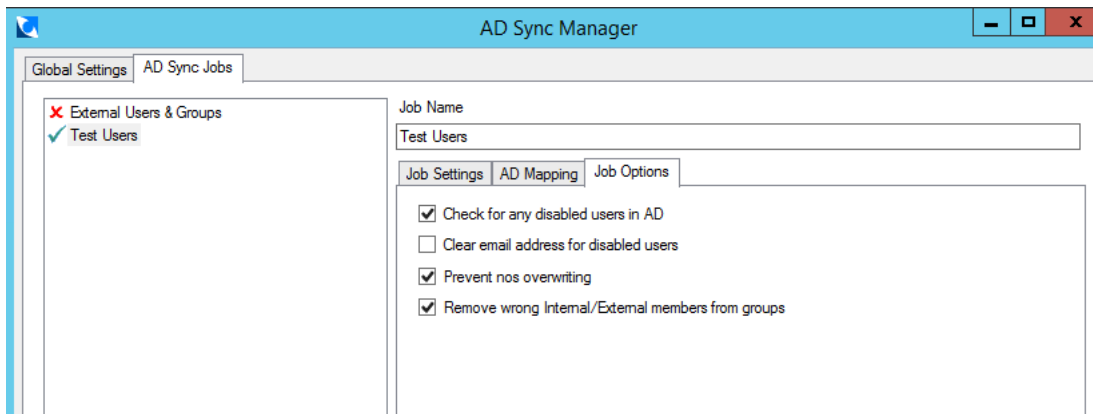 AD Sync Manager
Global Settings
AD Sync Jobs
External Users & Groups
Test Users
Job Name
Test Users
Job Settings
AD Mapping
Job Options
Check for any disabled users in AD
Clear email address for disabled users
Prevent nos overwriting
Remove wrong Internal/External members from groups